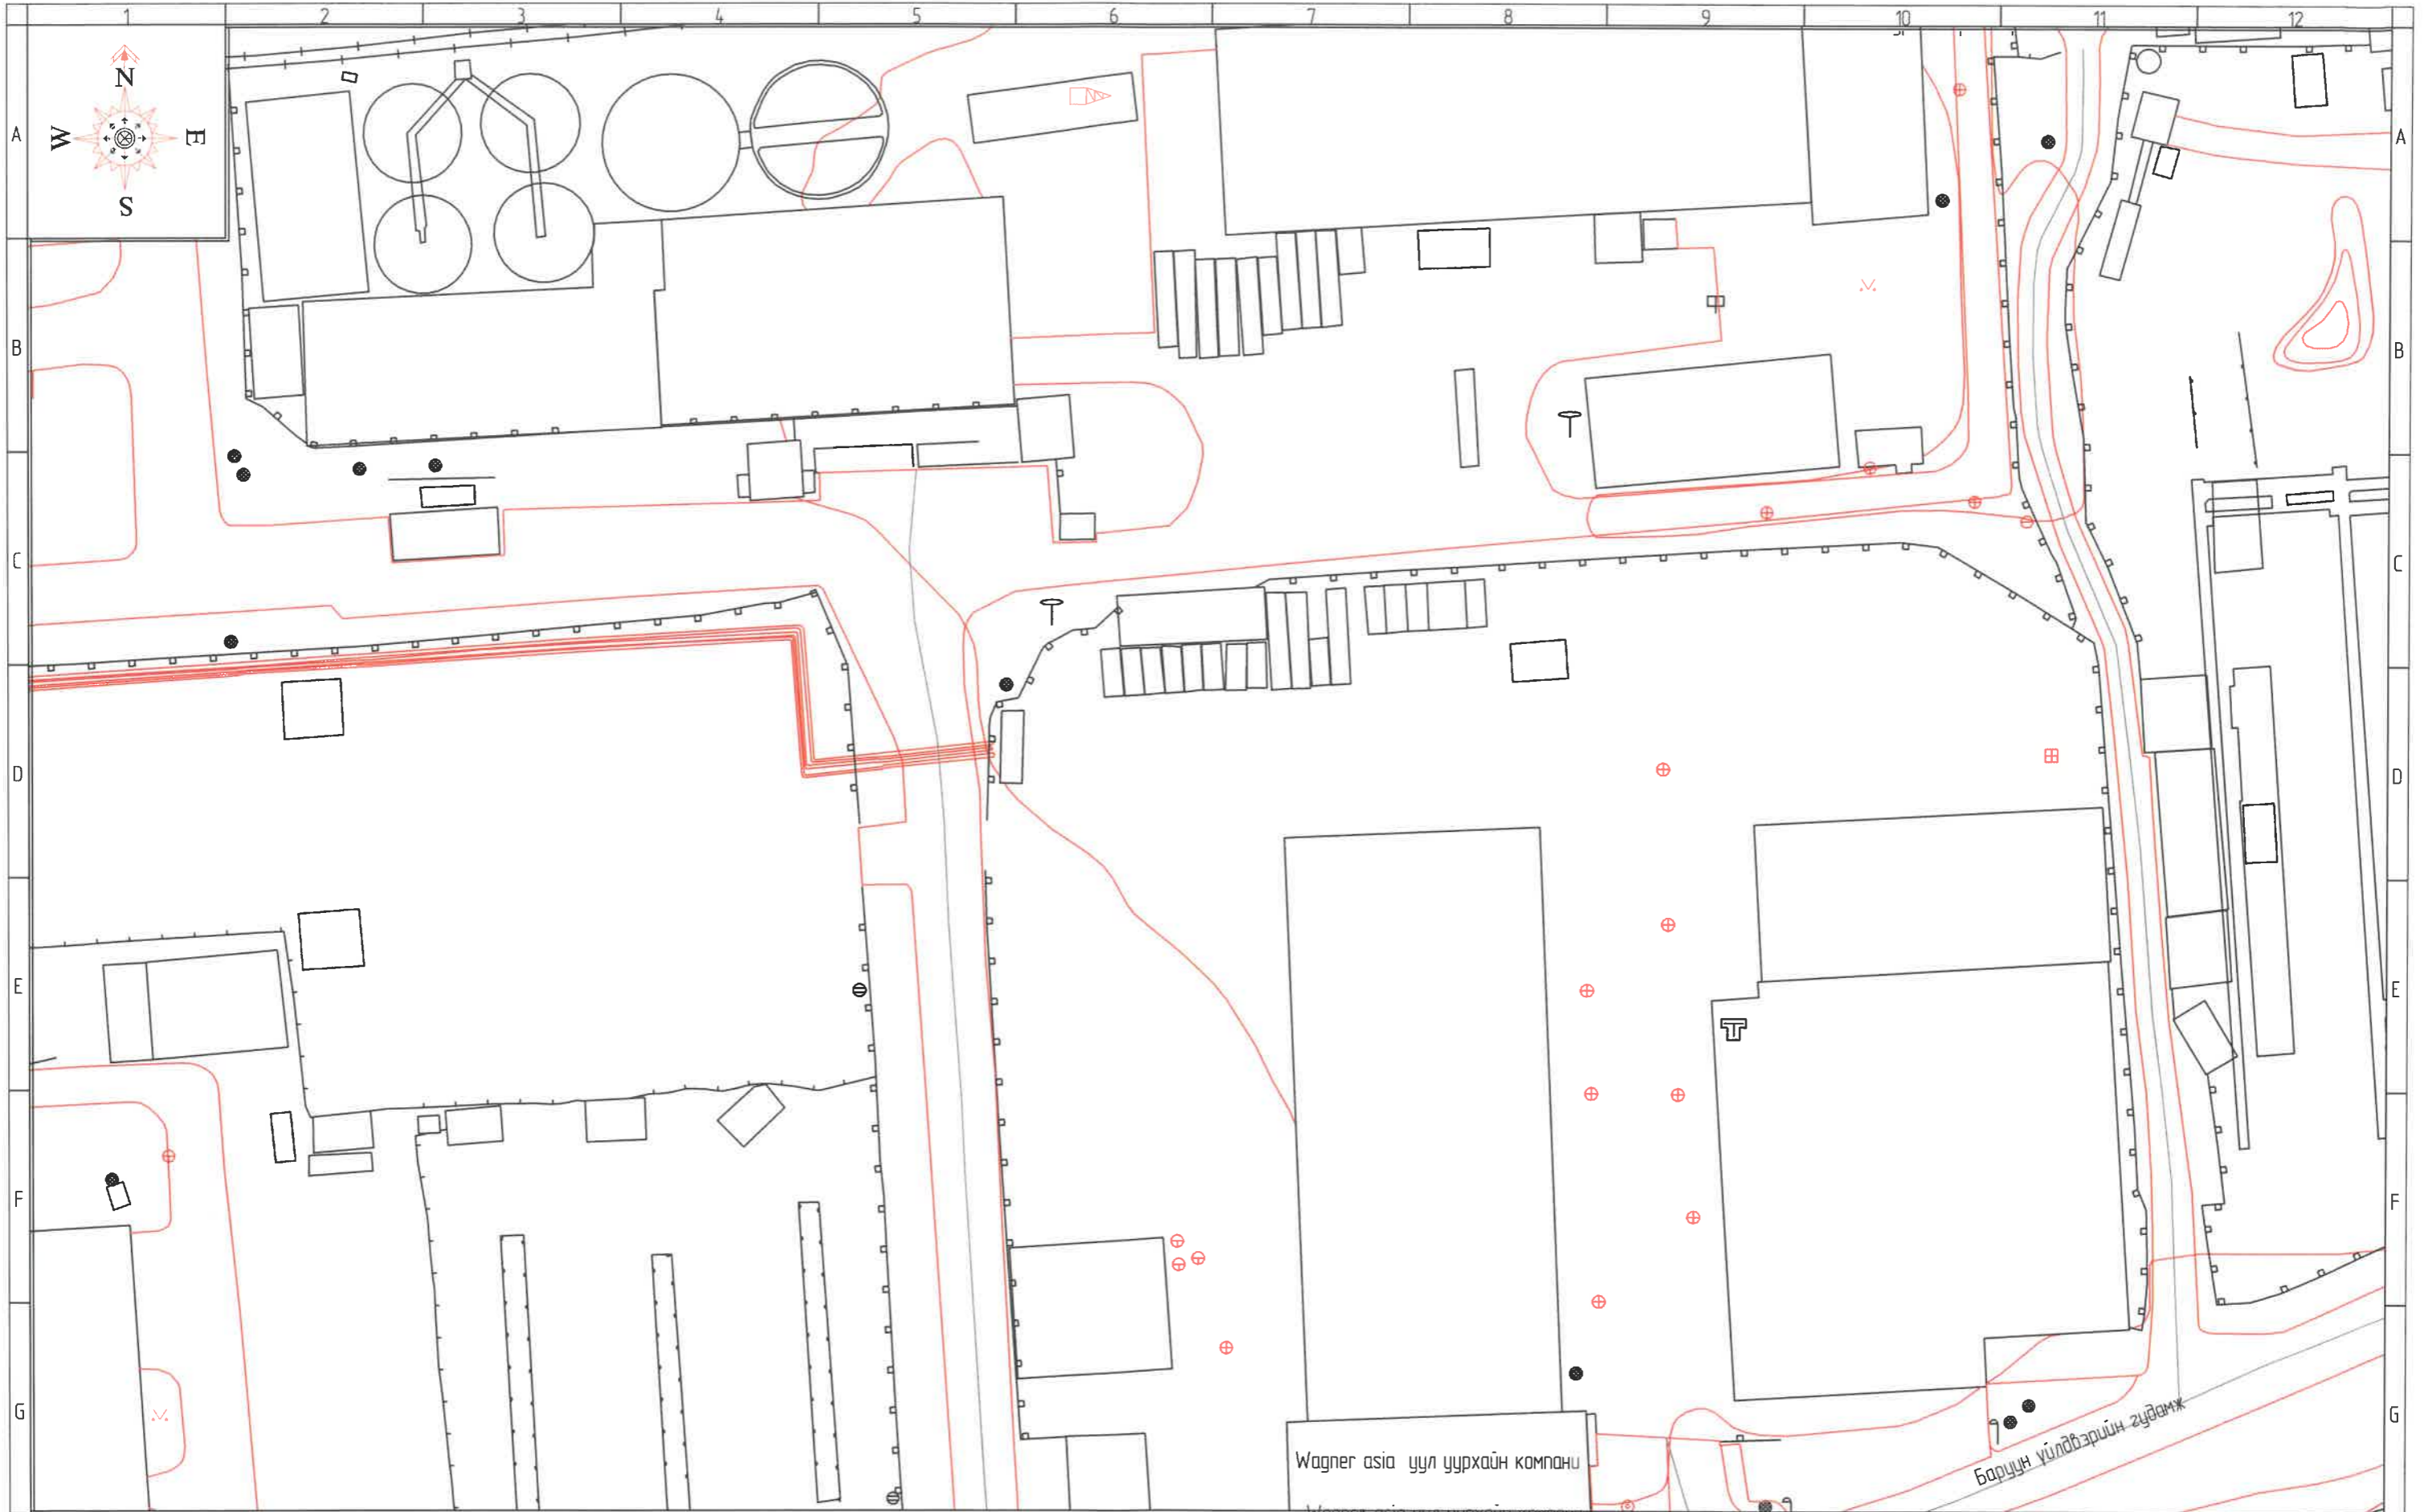 1 2 3 4 5 6 7 8 9 10 11 12
N
W E
S
A A
B B
C C
D D
E E
F F
G G
Wagner asia уул уурхайн компани
Баруун үйлдвэрийн гудамж